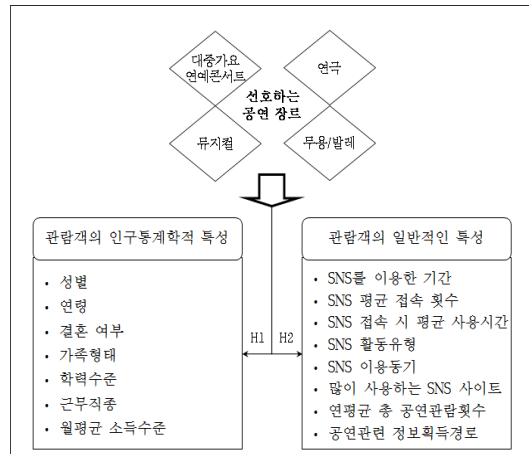 대중가요
연예콘서트
연극
선호하는
공연 장르
뮤지컬
무용/발레
관람객의 인구통계학적 특성
• 성별
• 연령
• 결혼 여부
• 가족형태
• 학력수준
• 근무직종
• 월평균 소득수준
H1
H2
관람객의 일반적인 특성
• SNS를 이용한 기간
• SNS 평균 접속 횟수
• SNS 접속 시 평균 사용시간
• SNS 활동유형
• SNS 이용동기
• 많이 사용하는 SNS 사이트
• 연평균 총 공연관람횟수
• 공연관련 정보획득경로